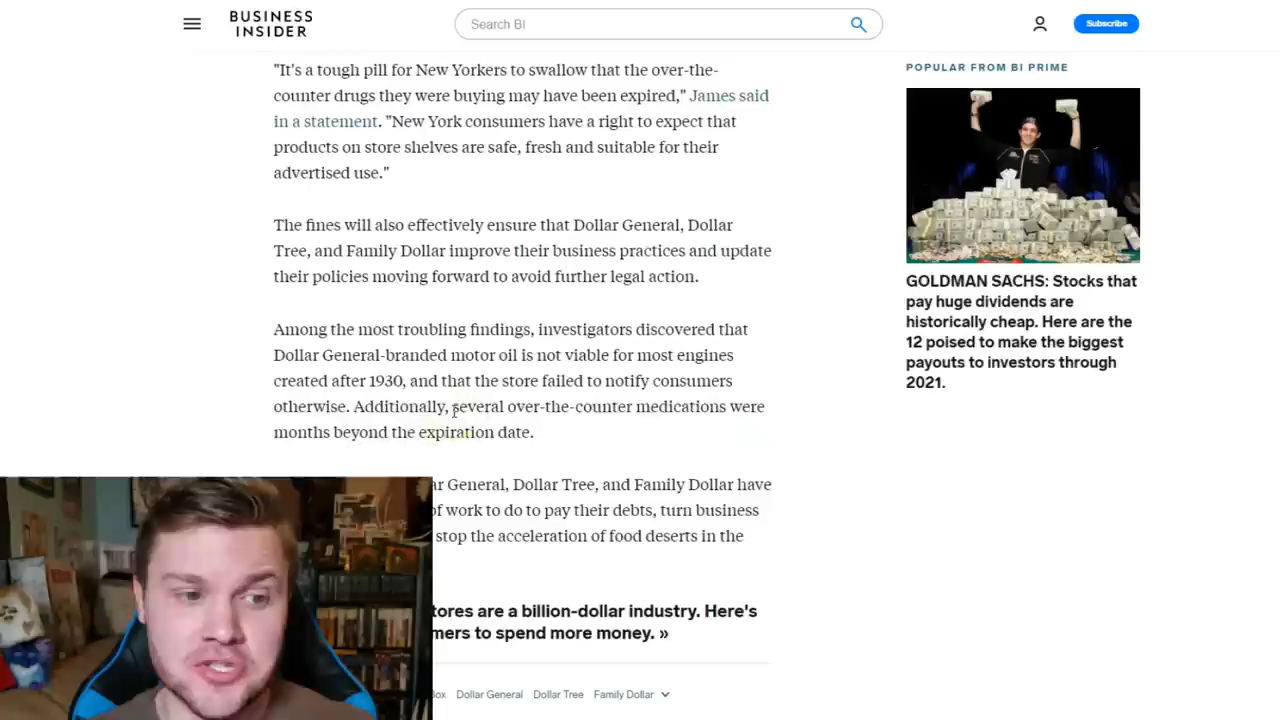 BUSINESS
INSIDER
Search BI
Subscribe
"It's a tough pill for New Yorkers to swallow that the over-the-
counter drugs they were buying may have been expired," James said
in a statement. "New York consumers have a right to expect that
products on store shelves are safe, fresh and suitable for their
advertised use."
The fines will also effectively ensure that Dollar General, Dollar
Tree, and Family Dollar improve their business practices and update
their policies moving forward to avoid further legal action.
Among the most troubling findings, investigators discovered that
Dollar General-branded motor oil is not viable for most engines
created after 1930, and that the store failed to notify consumers
otherwise. Additionally, several over-the-counter medications were
months beyond the expiration date.
General, Dollar Tree, and Family Dollar have
of work to do to pay their debts, turn business
stop the acceleration of food deserts in the
tores are a billion-dollar industry. Here's
mers to spend more money. »
Dollar General Dollar Tree Family Dollar
POPULAR FROM BI PRIME
GOLDMAN SACHS: Stocks that
pay huge dividends are
historically cheap. Here are the
12 poised to make the biggest
payouts to investors through
2021.